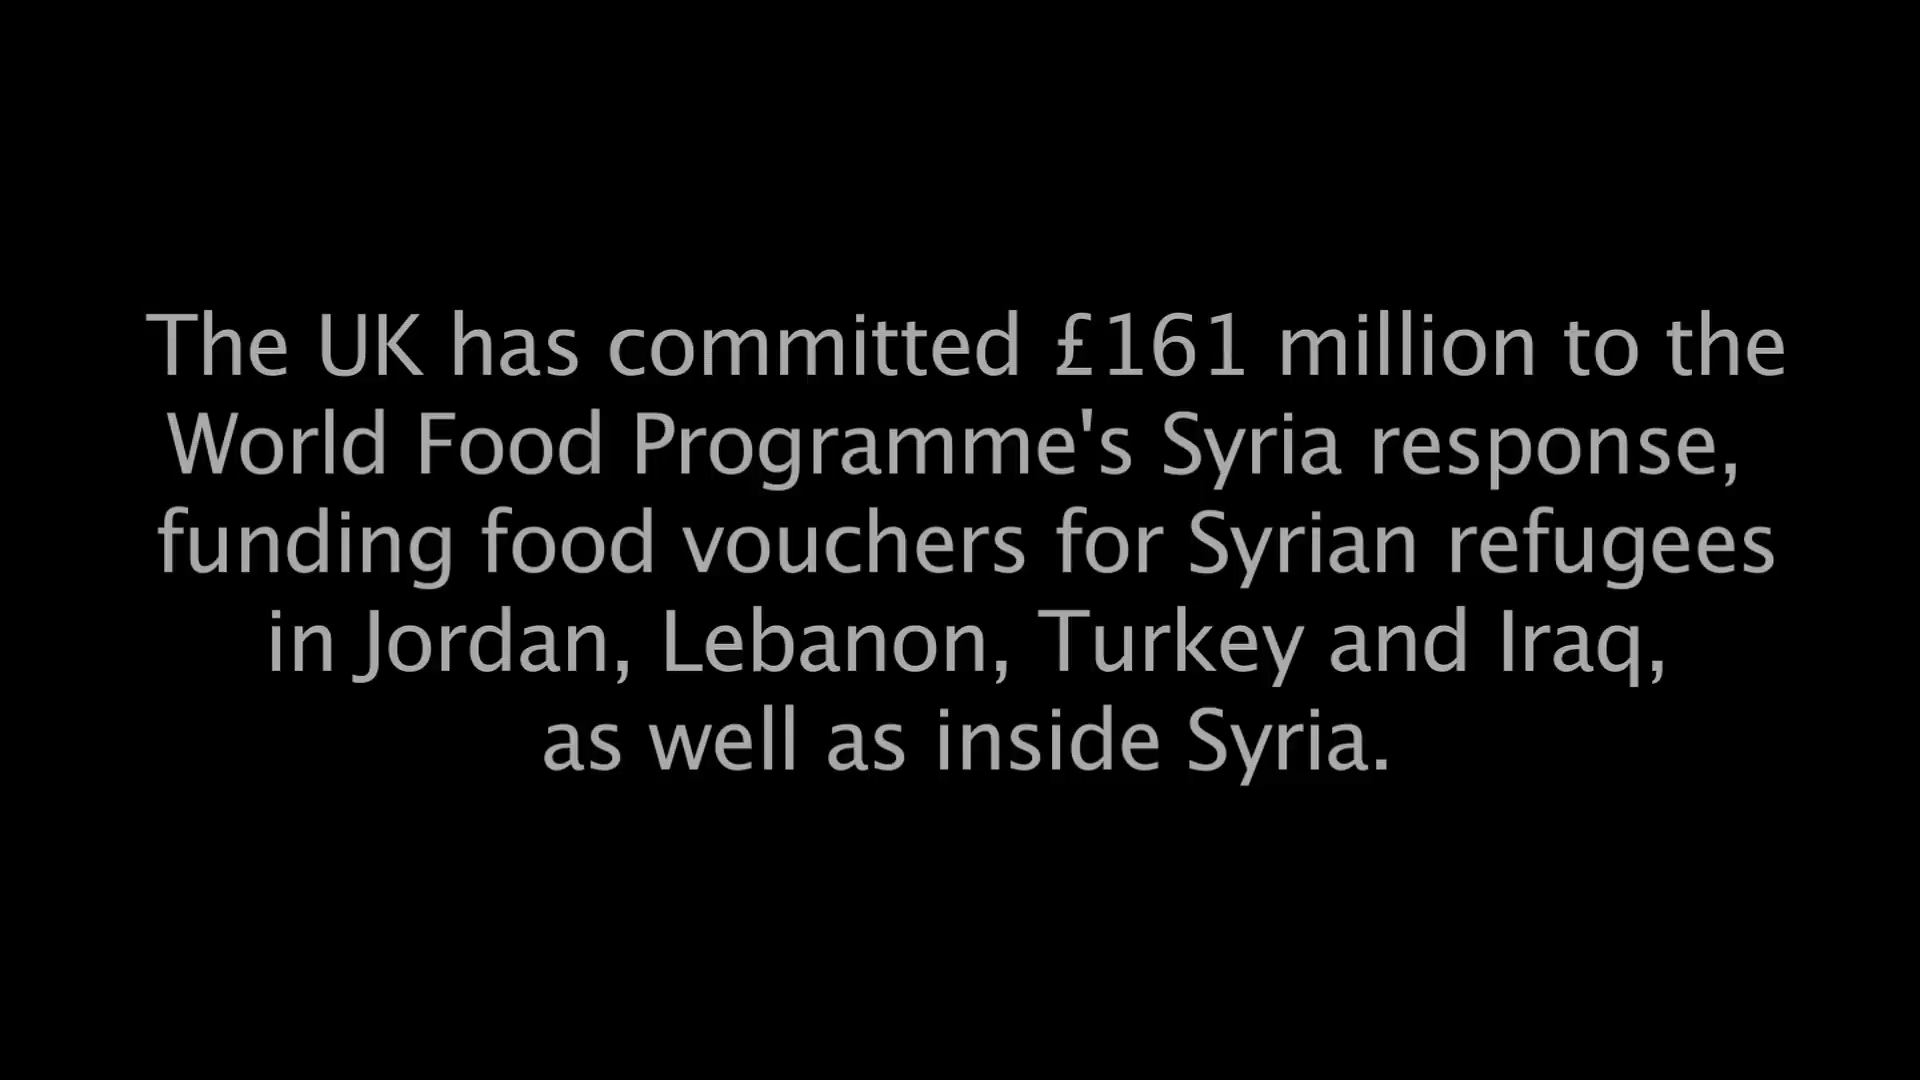 The UK has committed £161 million to the
World Food Programme's Syria response,
funding food vouchers for Syrian refugees
in Jordan, Lebanon, Turkey and Iraq,
as well as inside Syria.